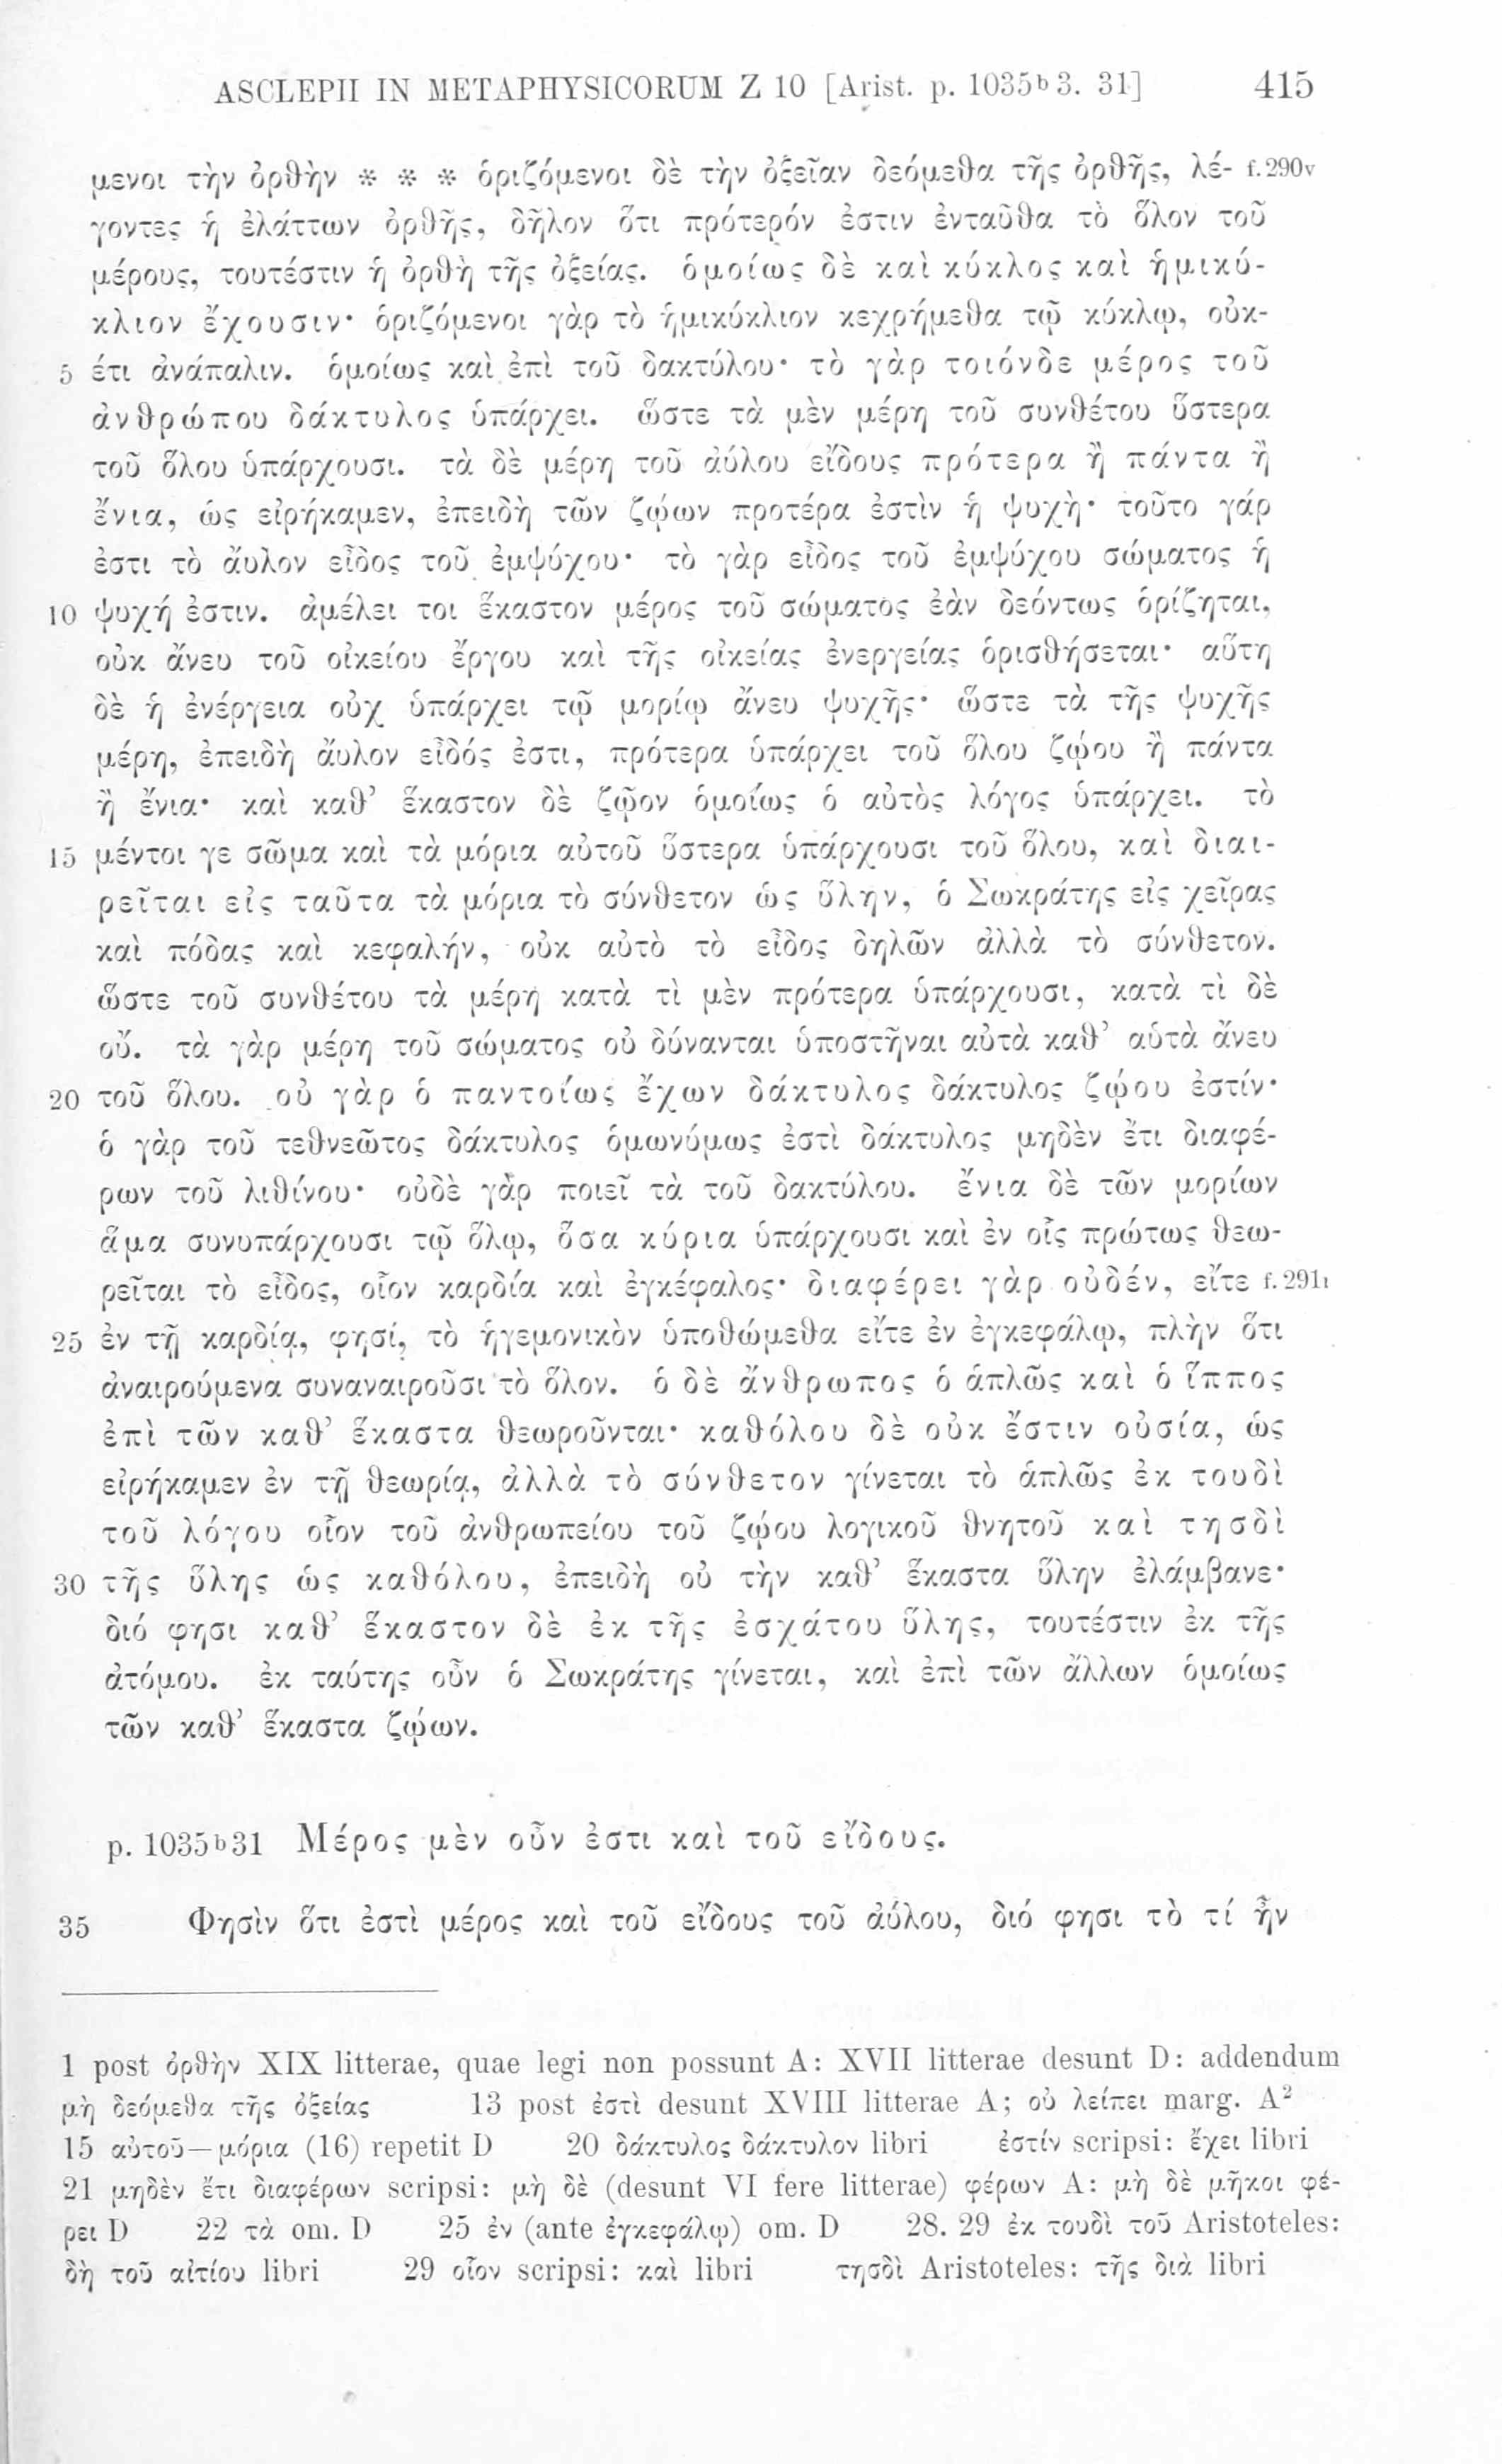 ASCLEPII IN METAPHYSICORUM Z 10 [Arist. p. 1035ᵇ3. 31] 415
μενοι τὴν ὀρθὴν * * * ὁριζόμενοι δὲ τὴν ὀξεῖαν δεόμεθα τῆς ὀρθῆς, λέ- f. 290v
γοντες ἡ ἐλάττων ὀρθῆς, δῆλον ὅτι πρότερόν ἐστιν ἐνταῦθα τὸ ὅλον τοῦ
μέρους, τουτέστιν ἡ ὀρθὴ τῆς ὀξείας. ὁμοίως δὲ καὶ κύκλος καὶ ἡμικύ-
κλιον ἔχουσιν· ὁριζόμενοι γὰρ τὸ ἡμικύκλιον κεχρήμεθα τῷ κύκλῳ, οὐκ-
5 έτι ἀνάπαλιν. ὁμοίως καὶ ἐπὶ τοῦ δακτύλου· τὸ γὰρ τοιόνδε μέρος τοῦ
ἀνθρώπου δάκτυλος ὑπάρχει. ὥστε τὰ μὲν μέρη τοῦ συνθέτου ὕστερα
τοῦ ὅλου ὑπάρχουσι. τὰ δὲ μέρη τοῦ ἀύλου εἴδους πρότερα ἢ πάντα ἢ
ἔνια, ὡς εἰρήκαμεν, ἐπειδὴ τῶν ζῴων προτέρα ἐστὶν ἡ ψυχὴ· τοῦτο γάρ
ἐστι τὸ ἄυλον εἶδος τοῦ ἐμψύχου· τὸ γὰρ εἶδος τοῦ ἐμψύχου σώματος ἡ
10 ψυχή ἐστιν. ἀμέλει τοι ἕκαστον μέρος τοῦ σώματος ἐὰν δεόντως ὁρίζηται,
οὐκ ἄνευ τοῦ οἰκείου ἔργου καὶ τῆς οἰκείας ἐνεργείας ὁρισθήσεται· αὕτη
δὲ ἡ ἐνέργεια οὐχ ὑπάρχει τῷ μορίῳ ἄνευ ψυχῆς· ὥστε τὰ τῆς ψυχῆς
μέρη, ἐπειδὴ ἄυλον εἶδός ἐστι, πρότερα ὑπάρχει τοῦ ὅλου ζῴου ἢ πάντα
ἢ ἔνια· καὶ καθ’ ἕκαστον δὲ ζῷον ὁμοίως ὁ αὐτὸς λόγος ὑπάρχει. τὸ
15 μέντοι γε σῶμα καὶ τὰ μόρια αὐτοῦ ὕστερα ὑπάρχουσι τοῦ ὅλου, καὶ διαι-
ρεῖται εἰς ταῦτα τὰ μόρια τὸ σύνθετον ὡς ὕλην, ὁ Σωκράτης εἰς χεῖρας
καὶ πόδας καὶ κεφαλήν, οὐκ αὐτὸ τὸ εἶδος δηλῶν ἀλλὰ τὸ σύνθετον.
ὥστε τοῦ συνθέτου τὰ μέρη κατὰ τὶ μὲν πρότερα ὑπάρχουσι, κατὰ τὶ δὲ
οὔ. τὰ γὰρ μέρη τοῦ σώματος οὐ δύνανται ὑποστῆναι αὐτὰ καθ’ αὑτὰ ἄνευ
20 τοῦ ὅλου. οὐ γὰρ ὁ παντοίως ἔχων δάκτυλος δάκτυλος ζῴου ἐστίν·
ὁ γὰρ τοῦ τεθνεῶτος δάκτυλος ὁμωνύμως ἐστὶ δάκτυλος μηδὲν ἔτι διαφέ-
ρων τοῦ λιθίνου· οὐδὲ γὰρ ποιεῖ τὰ τοῦ δακτύλου. ἔνια δὲ τῶν μορίων
ἅμα συνυπάρχουσι τῷ ὅλῳ, ὅσα κύρια ὑπάρχουσι καὶ ἐν οἷς πρώτως θεω-
ρεῖται τὸ εἶδος, οἷον καρδία καὶ ἐγκέφαλος· διαφέρει γὰρ οὐδέν, εἴτε f. 291r
25 ἐν τῇ καρδίᾳ, φησί, τὸ ἡγεμονικὸν ὑποθώμεθα εἴτε ἐν ἐγκεφάλῳ, πλὴν ὅτι
ἀναιρούμενα συναναιροῦσι τὸ ὅλον. ὁ δὲ ἄνθρωπος ὁ ἁπλῶς καὶ ὁ ἵππος
ἐπὶ τῶν καθ’ ἕκαστα θεωροῦνται· καθόλου δὲ οὐκ ἔστιν οὐσία, ὡς
εἰρήκαμεν ἐν τῇ θεωρίᾳ, ἀλλὰ τὸ σύνθετον γίνεται τὸ ἁπλῶς ἐκ τουδὶ
τοῦ λόγου οἷον τοῦ ἀνθρωπείου τοῦ ζῴου λογικοῦ θνητοῦ καὶ τησδὶ
30 τῆς ὕλης ὡς καθόλου, ἐπειδὴ οὐ τὴν καθ’ ἕκαστα ὕλην ἐλάμβανε·
διό φησι καθ’ ἕκαστον δὲ ἐκ τῆς ἐσχάτου ὕλης, τουτέστιν ἐκ τῆς
ἀτόμου. ἐκ ταύτης οὖν ὁ Σωκράτης γίνεται, καὶ ἐπὶ τῶν ἄλλων ὁμοίως
τῶν καθ’ ἕκαστα ζῴων.
p. 1035ᵇ31 Μέρος μὲν οὖν ἐστι καὶ τοῦ εἴδους.
35 Φησὶν ὅτι ἐστὶ μέρος καὶ τοῦ εἴδους τοῦ ἀύλου, διό φησι τὸ τί ἦν
1 post ὀρθὴν XIX litterae, quae legi non possunt A: XVII litterae desunt D: addendum
μὴ δεόμεθα τῆς ὀξείας 13 post ἐστὶ desunt XVIII litterae A; οὐ λείπει marg. A²
15 αὐτοῦ—μόρια (16) repetit D 20 δάκτυλος δάκτυλον libri ἐστίν scripsi: ἔχει libri
21 μηδὲν ἔτι διαφέρων scripsi: μὴ δὲ (desunt VI fere litterae) φέρων A: μὴ δὲ μῆκοι φέ-
ρει D 22 τὰ om. D 25 ἐν (ante ἐγκεφάλῳ) om. D 28. 29 ἐκ τουδὶ τοῦ Aristoteles:
δὴ τοῦ αἰτίου libri 29 οἷον scripsi: καὶ libri τησδὶ Aristoteles: τῆς διὰ libri